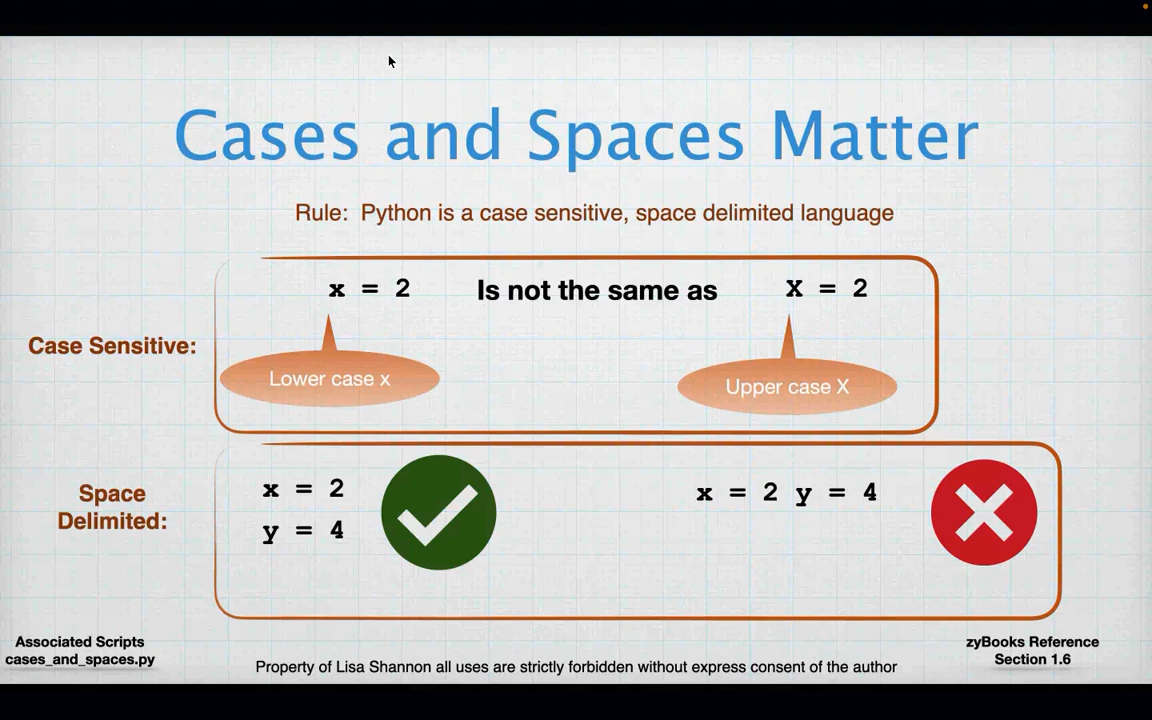 Cases and Spaces Matter
Rule: Python is a case sensitive, space delimited language
x = 2 Is not the same as X = 2
Case Sensitive:
Lower case x
Upper case X
Space
Delimited:
x = 2
y = 4
x = 2 y = 4
Associated Scripts
cases_and_spaces.py
Property of Lisa Shannon all uses are strictly forbidden without express consent of the author
zyBooks Reference
Section 1.6